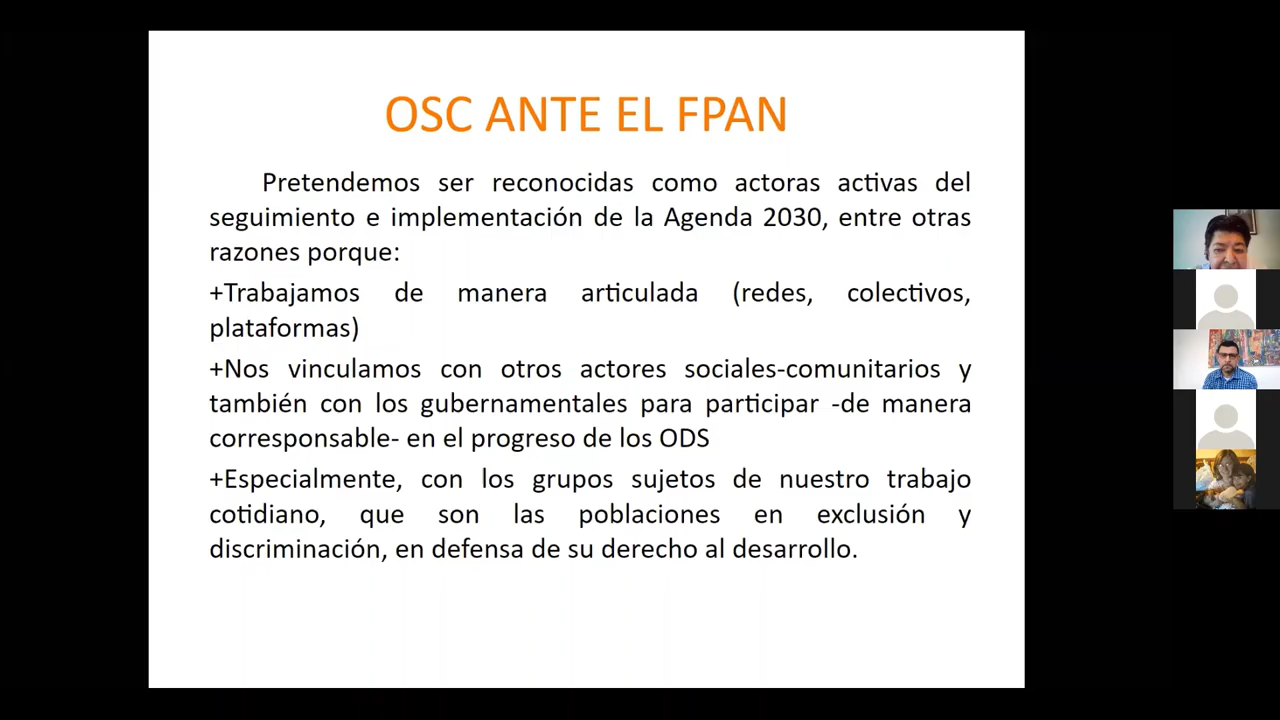 OSC ANTE EL FPAN
Pretendemos ser reconocidas como actoras activas del
seguimiento e implementación de la Agenda 2030, entre otras
razones porque:
+Trabajamos de manera articulada (redes, colectivos,
plataformas)
+Nos vinculamos con otros actores sociales-comunitarios y
también con los gubernamentales para participar -de manera
corresponsable- en el progreso de los ODS
+Especialmente, con los grupos sujetos de nuestro trabajo
cotidiano, que son las poblaciones en exclusión y
discriminación, en defensa de su derecho al desarrollo.